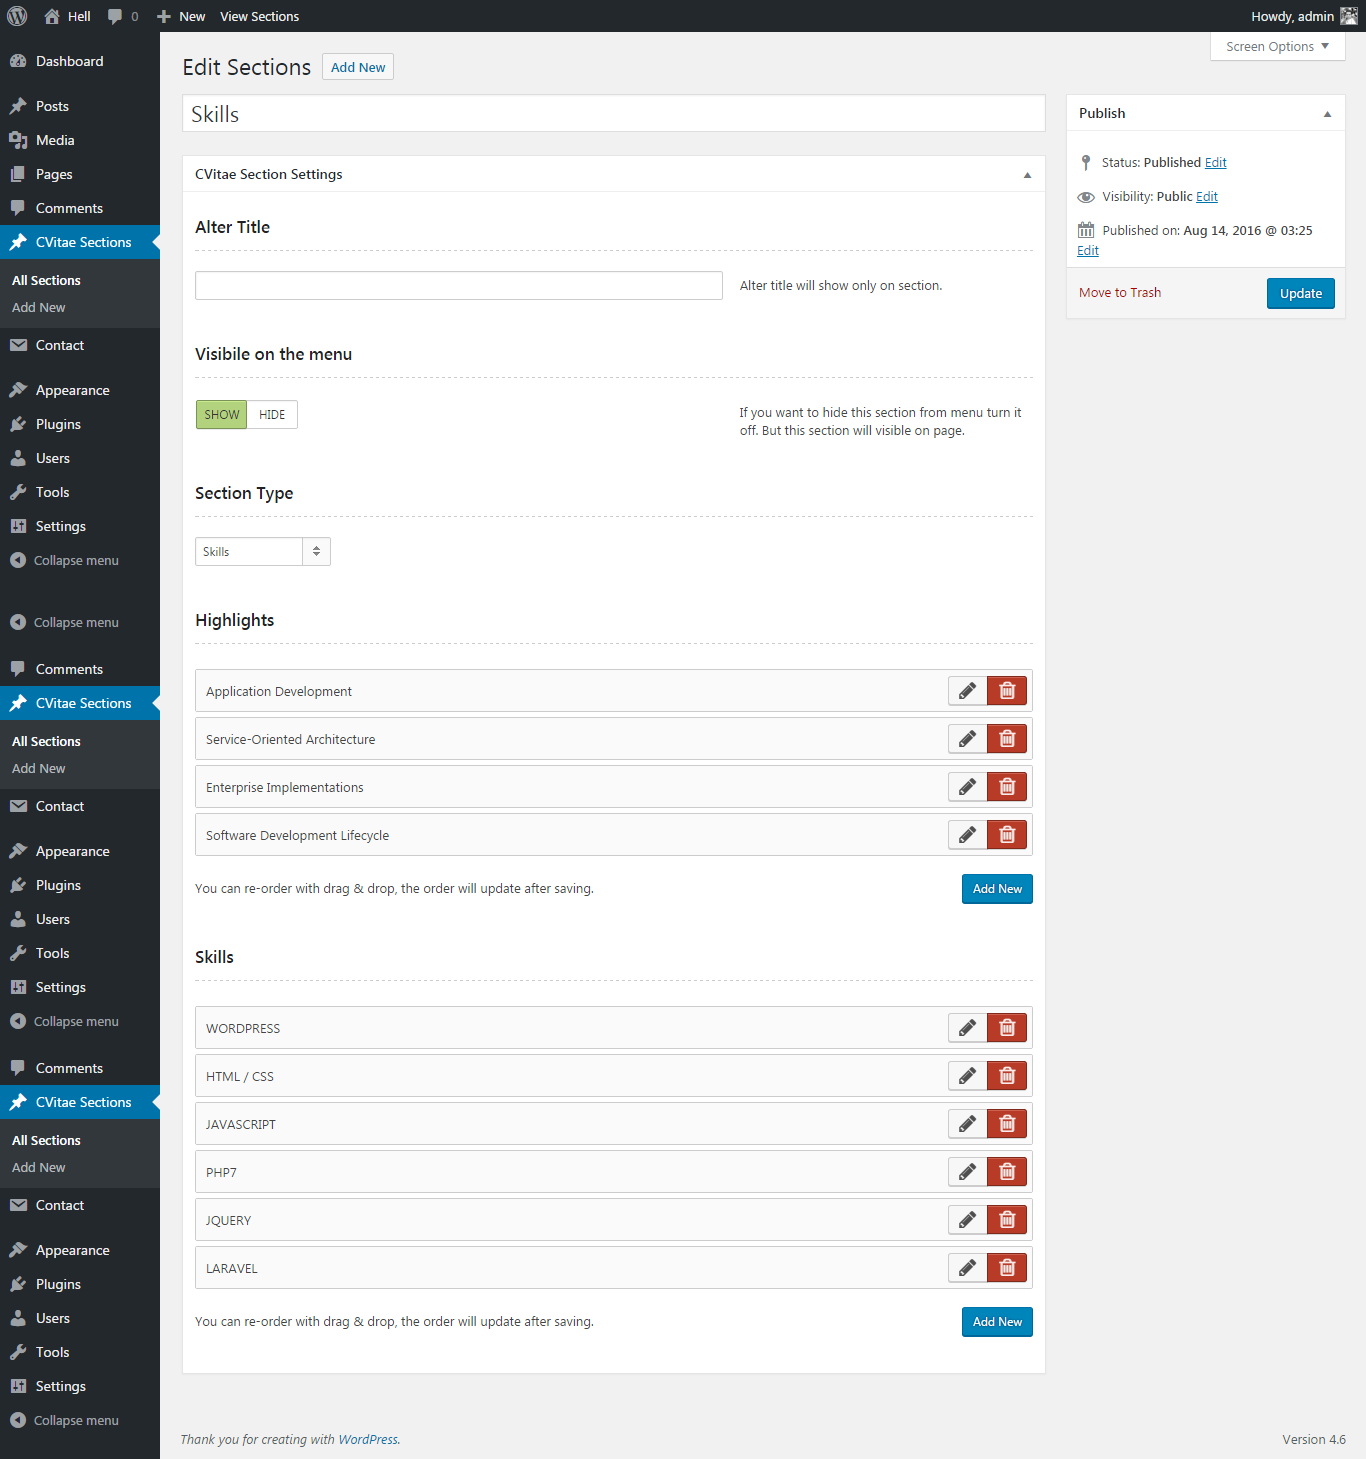 Hell
0
New
View Sections
Howdy, admin
Screen Options
Dashboard
Posts
Media
Pages
Comments
CVitae Sections
All Sections
Add New
Contact
Appearance
Plugins
Users
Tools
Settings
Collapse menu
Collapse menu
Comments
CVitae Sections
All Sections
Add New
Contact
Appearance
Plugins
Users
Tools
Settings
Collapse menu
Comments
CVitae Sections
All Sections
Add New
Contact
Appearance
Plugins
Users
Tools
Settings
Collapse menu
Edit Sections
Add New
Skills
CVitae Section Settings
Alter Title
Alter title will show only on section.
Visibile on the menu
SHOW
HIDE
If you want to hide this section from menu turn it
off. But this section will visible on page.
Section Type
Skills
Highlights
Application Development
Service-Oriented Architecture
Enterprise Implementations
Software Development Lifecycle
You can re-order with drag & drop, the order will update after saving.
Add New
Skills
WORDPRESS
HTML / CSS
JAVASCRIPT
PHP7
JQUERY
LARAVEL
You can re-order with drag & drop, the order will update after saving.
Add New
Publish
Status: Published Edit
Visibility: Public Edit
Published on: Aug 14, 2016 @ 03:25
Edit
Move to Trash
Update
Thank you for creating with WordPress.
Version 4.6